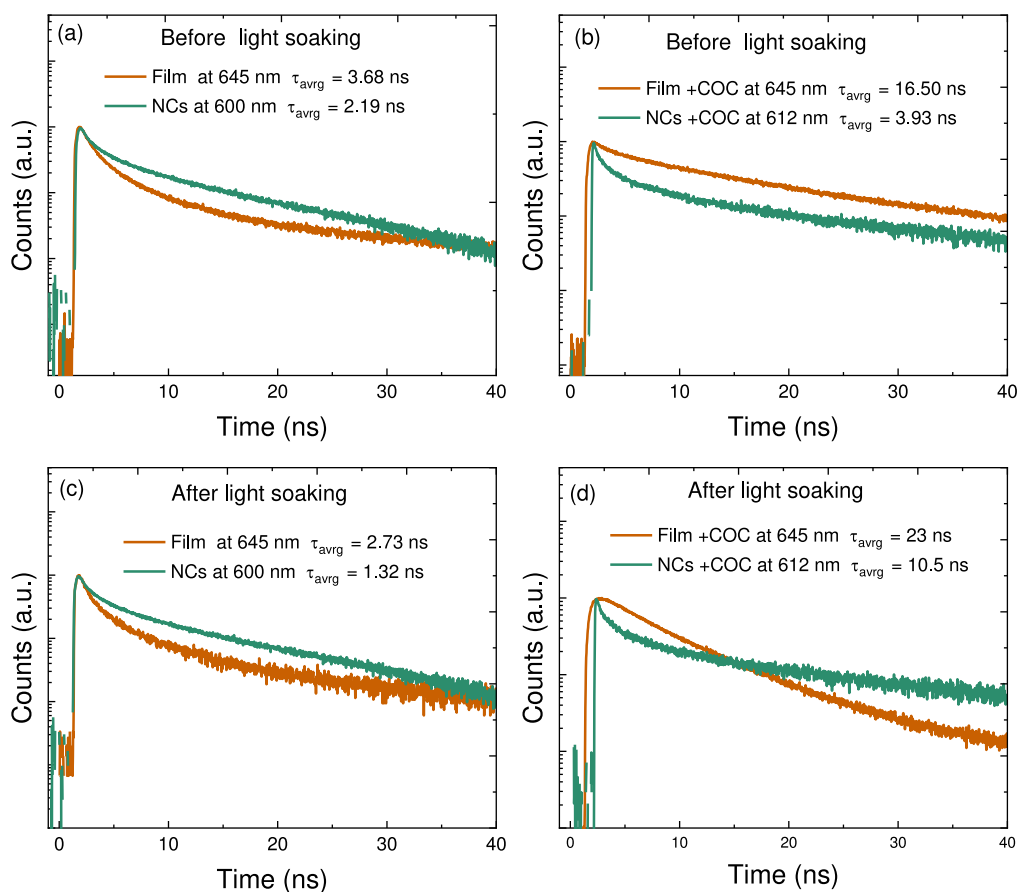 (a)
Before light soaking
Film at 645 nm τavrg = 3.68 ns
NCs at 600 nm τavrg = 2.19 ns
Counts (a.u.)
0 10 20 30 40
Time (ns)
(b)
Before light soaking
Film +COC at 645 nm τavrg = 16.50 ns
NCs +COC at 612 nm τavrg = 3.93 ns
Counts (a.u.)
0 10 20 30 40
Time (ns)
(c)
After light soaking
Film at 645 nm τavrg = 2.73 ns
NCs at 600 nm τavrg = 1.32 ns
Counts (a.u.)
0 10 20 30 40
Time (ns)
(d)
After light soaking
Film +COC at 645 nm τavrg = 23 ns
NCs +COC at 612 nm τavrg = 10.5 ns
Counts (a.u.)
0 10 20 30 40
Time (ns)